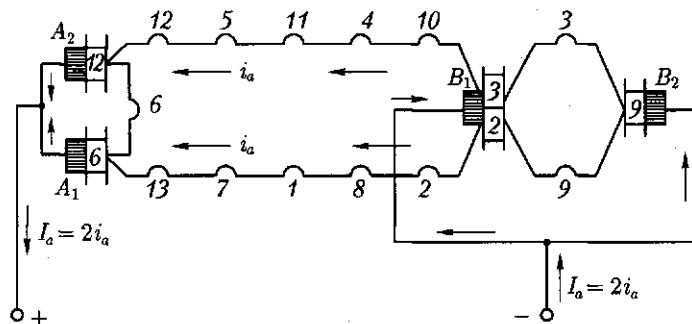 12 5 11 4 10 3
A₂
12
i_a
B₁ 3 B₂
6
2 9
6 i_a
A₁ 13 7 1 8 2 9
I_a = 2i_a
I_a = 2i_a
+ −